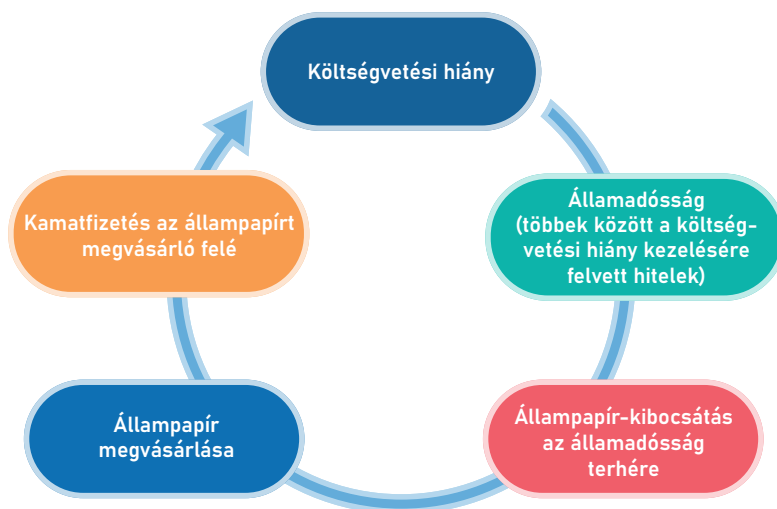 Költségvetési hiány
Államadósság
(többek között a költség-
vetési hiány kezelésére
felvett hitelek)
Állampapír-kibocsátás
az államadósság
terhére
Állampapír
megvásárlása
Kamatfizetés az állampapírt
megvásárló felé